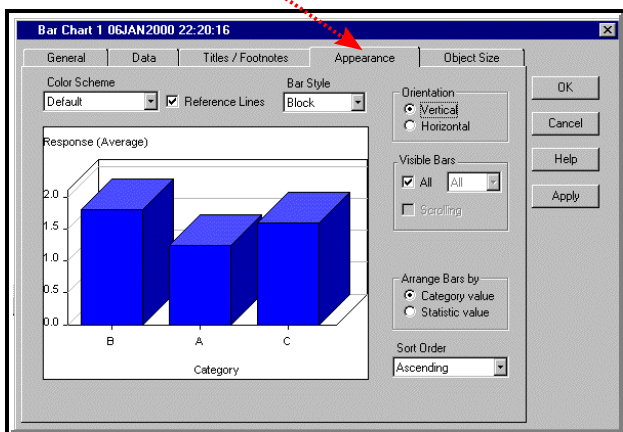 Bar Chart 1 06JAN2000 22:20:16
General Data Titles / Footnotes Appearance Object Size
Color Scheme
Default
Reference Lines
Bar Style
Block
Response (Average)
2.0
1.5
1.0
0.5
0.0
B A C
Category
Orientation
Vertical
Horizontal
Visible Bars
All All
Scrolling
Arrange Bars by
Category value
Statistic value
Sort Order
Ascending
OK
Cancel
Help
Apply